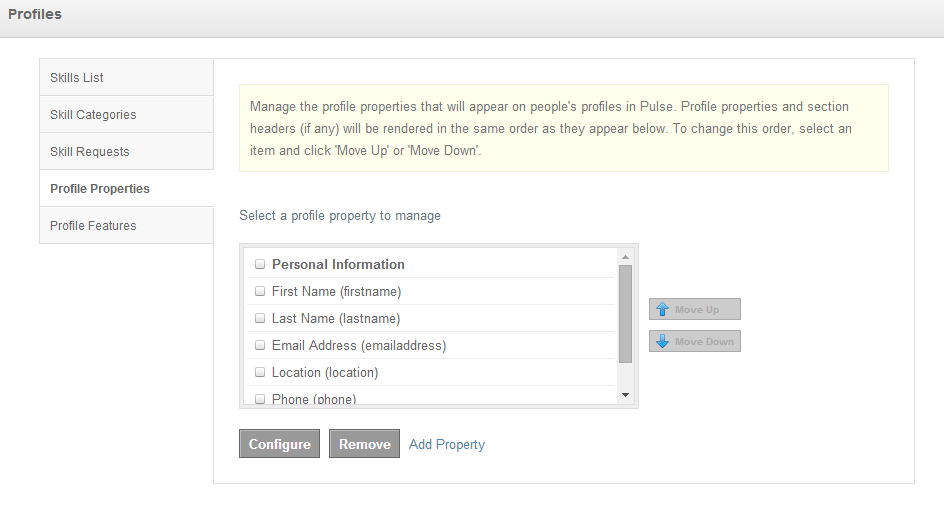 Profiles
Skills List
Skill Categories
Skill Requests
Profile Properties
Profile Features
Manage the profile properties that will appear on people's profiles in Pulse. Profile properties and section
headers (if any) will be rendered in the same order as they appear below. To change this order, select an
item and click 'Move Up' or 'Move Down'.
Select a profile property to manage
Personal Information
First Name (firstname)
Last Name (lastname)
Email Address (emailaddress)
Location (location)
Phone (phone)
Move Up
Move Down
Configure Remove Add Property